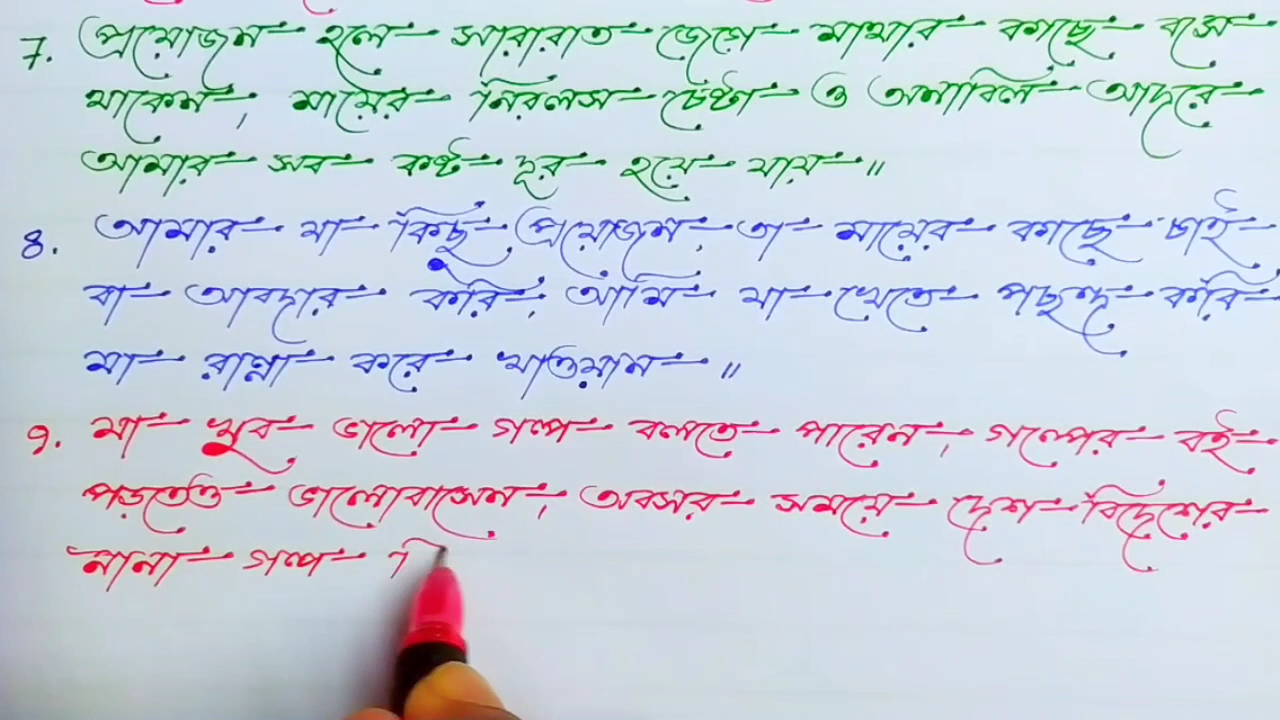 7. প্রয়োজন হলে সারারাত জেগে মাথার কাছে বসে
থাকেন, মায়ের নিরলস চেষ্টা ও অনাবিল আদরে
আমার সব কষ্ট দূর হয়ে যায়॥
8. আমার যা কিছু প্রয়োজন, তা মায়ের কাছে চাই
বা আবদার করি, আমি যা খেতে পছন্দ করি
মা রান্না করে খাওয়ান॥
9. মা খুব ভালো গল্প বলতে পারেন, গল্পের বই
পড়তেও ভালোবাসেন, অবসর সময়ে দেশ বিদেশের
নানা গল্প